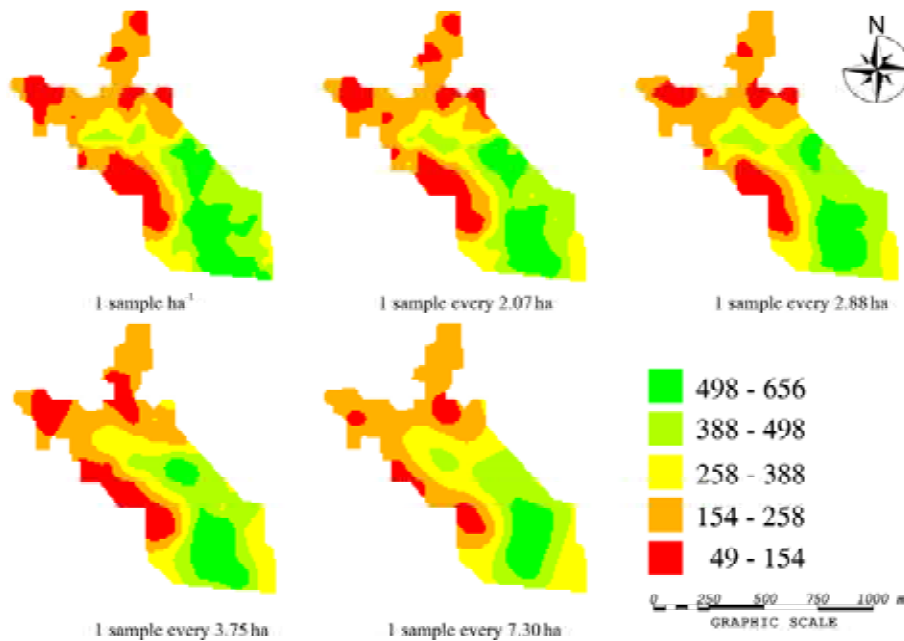 N
1 sample ha⁻¹
1 sample every 2.07 ha
1 sample every 2.88 ha
498 - 656
388 - 498
258 - 388
154 - 258
49 - 154
0 250 500 750 1000 m
GRAPHIC SCALE
1 sample every 3.75 ha
1 sample every 7.30 ha